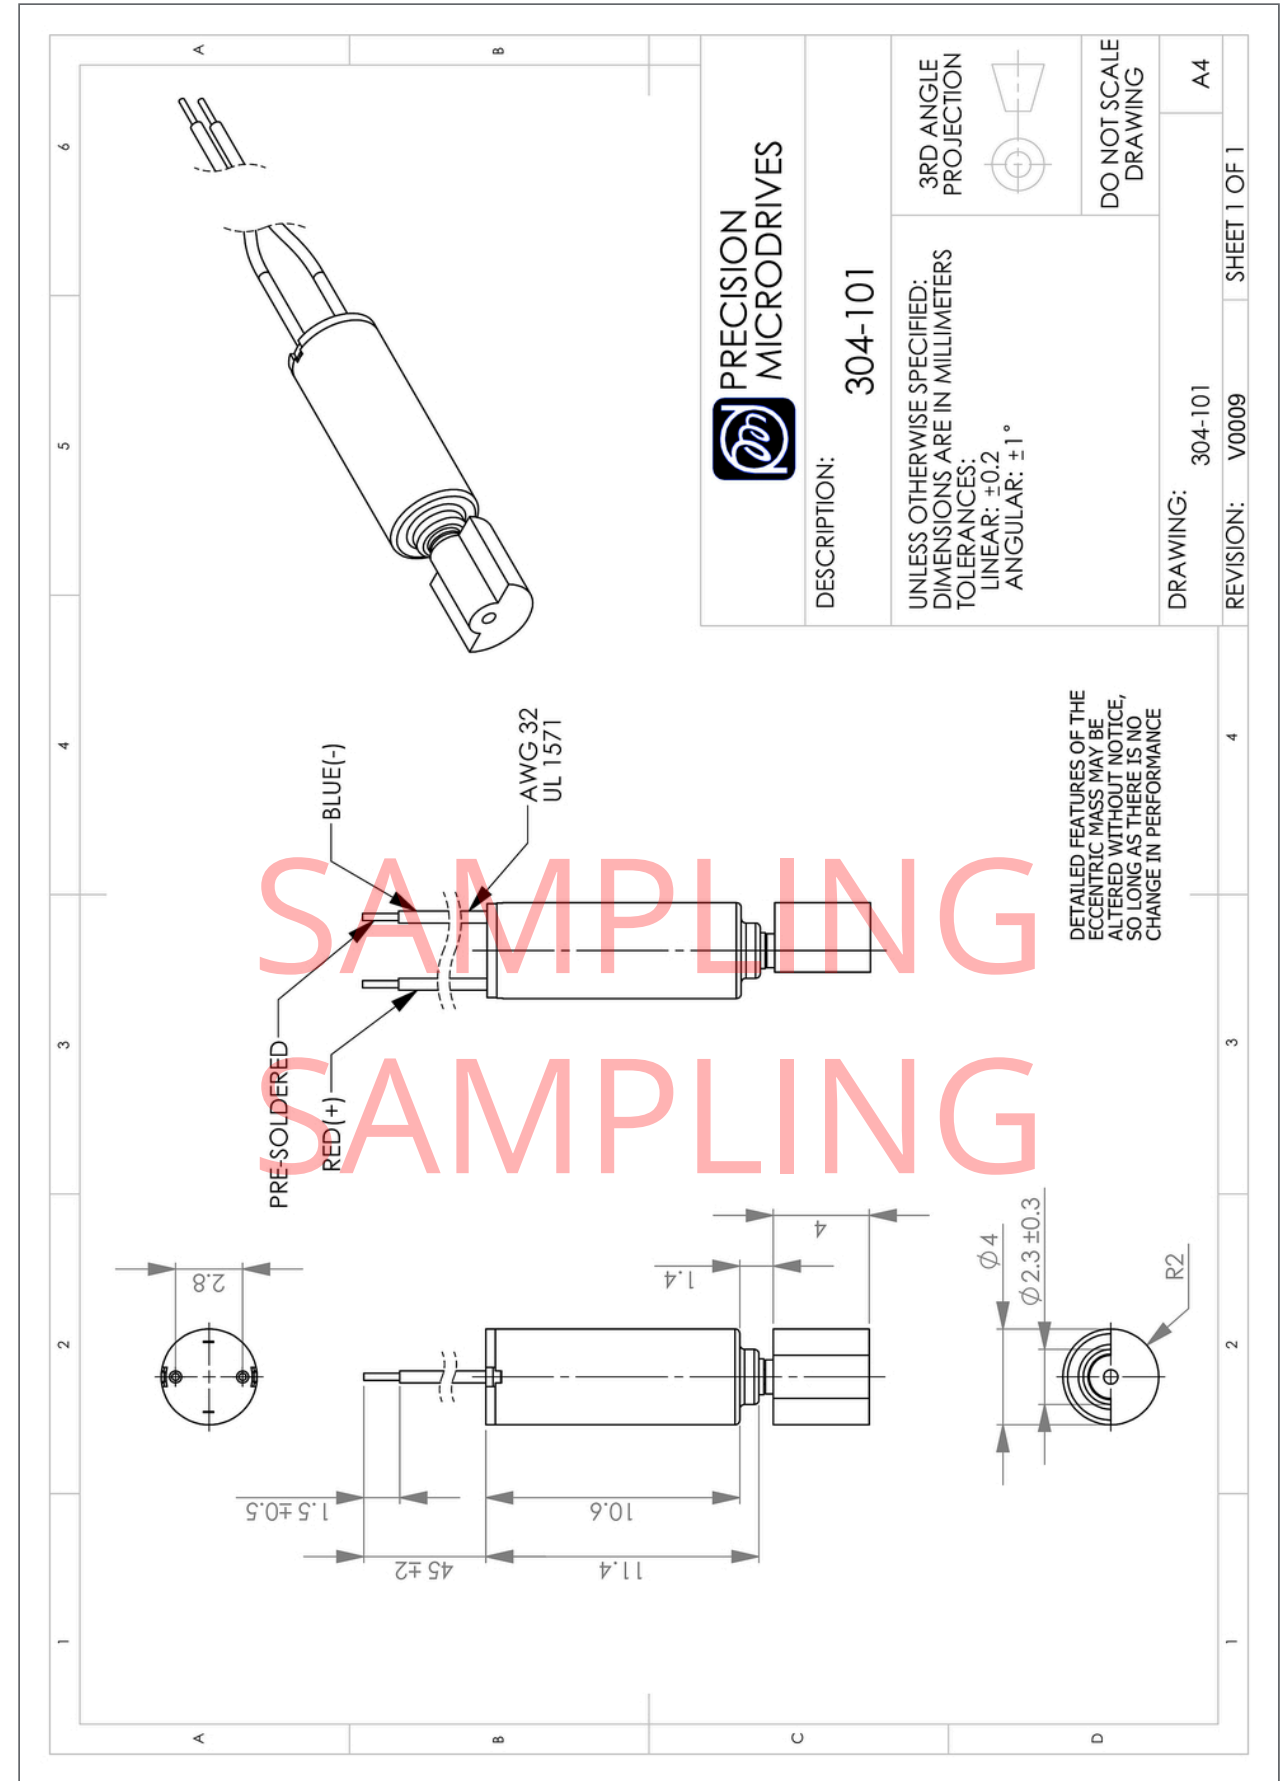 A
B
6
5
4
3
2
1
PRECISION
MICRODRIVES
DESCRIPTION:
304-101
UNLESS OTHERWISE SPECIFIED:
DIMENSIONS ARE IN MILLIMETERS
TOLERANCES:
LINEAR: ±0.2
ANGULAR: ±1°
3RD ANGLE
PROJECTION
DO NOT SCALE
DRAWING
DRAWING:
304-101
A4
REVISION: V0009
SHEET 1 OF 1
BLUE(-)
AWG 32
UL 1571
PRE-SOLDERED
RED(+)
SAMPLING
SAMPLING
DETAILED FEATURES OF THE
ECCENTRIC MASS MAY BE
ALTERED WITHOUT NOTICE,
SO LONG AS THERE IS NO
CHANGE IN PERFORMANCE
2.8
1.4
4
1.5 ±0.5
45 ±2
10.6
11.4
Ø4
Ø2.3 ±0.3
R2
4
3
2
1
A
B
C
D